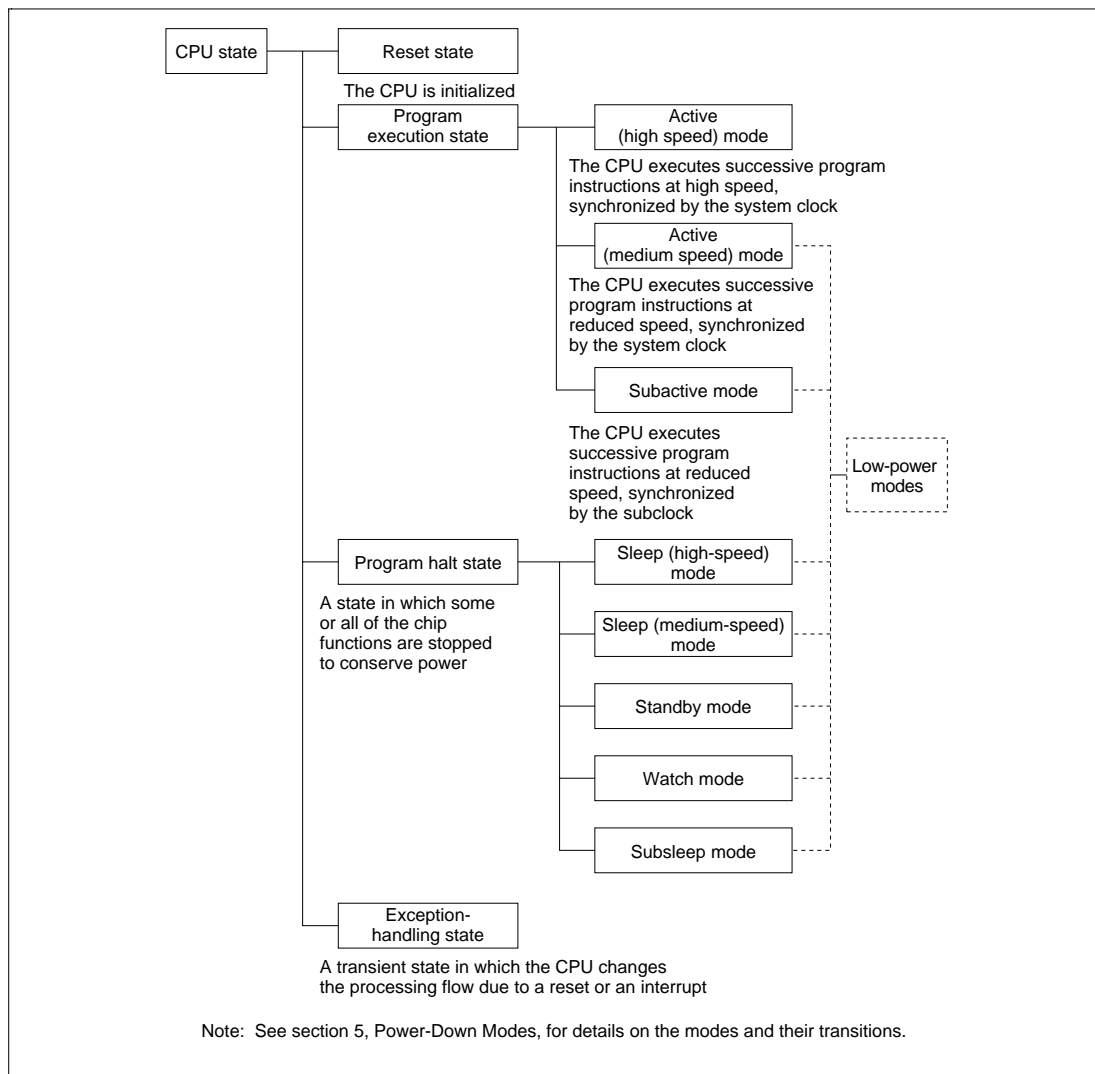 CPU state
Reset state
The CPU is initialized
Program
execution state
Active
(high speed) mode
The CPU executes successive program
instructions at high speed,
synchronized by the system clock
Active
(medium speed) mode
The CPU executes successive
program instructions at
reduced speed, synchronized
by the system clock
Subactive mode
The CPU executes
successive program
instructions at reduced
speed, synchronized
by the subclock
Low-power
modes
Program halt state
A state in which some
or all of the chip
functions are stopped
to conserve power
Sleep (high-speed)
mode
Sleep (medium-speed)
mode
Standby mode
Watch mode
Subsleep mode
Exception-
handling state
A transient state in which the CPU changes
the processing flow due to a reset or an interrupt
Note: See section 5, Power-Down Modes, for details on the modes and their transitions.